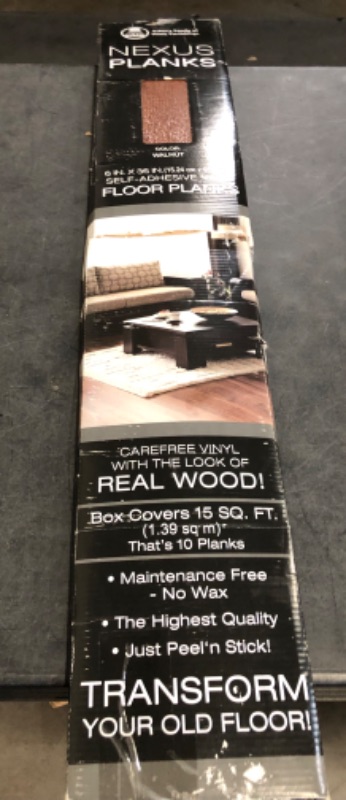 NEXUS
PLANKS
COLOR:
WALNUT
6 IN. X 36 IN.
SELF-ADHESIVE
FLOOR PLANKS
CAREFREE VINYL
WITH THE LOOK OF
REAL WOOD!
Box Covers 15 SQ. FT.
(1.39 sq m)*
That's 10 Planks
• Maintenance Free
- No Wax
• The Highest Quality
• Just Peel'n Stick!
TRANSFORM
YOUR OLD FLOOR!